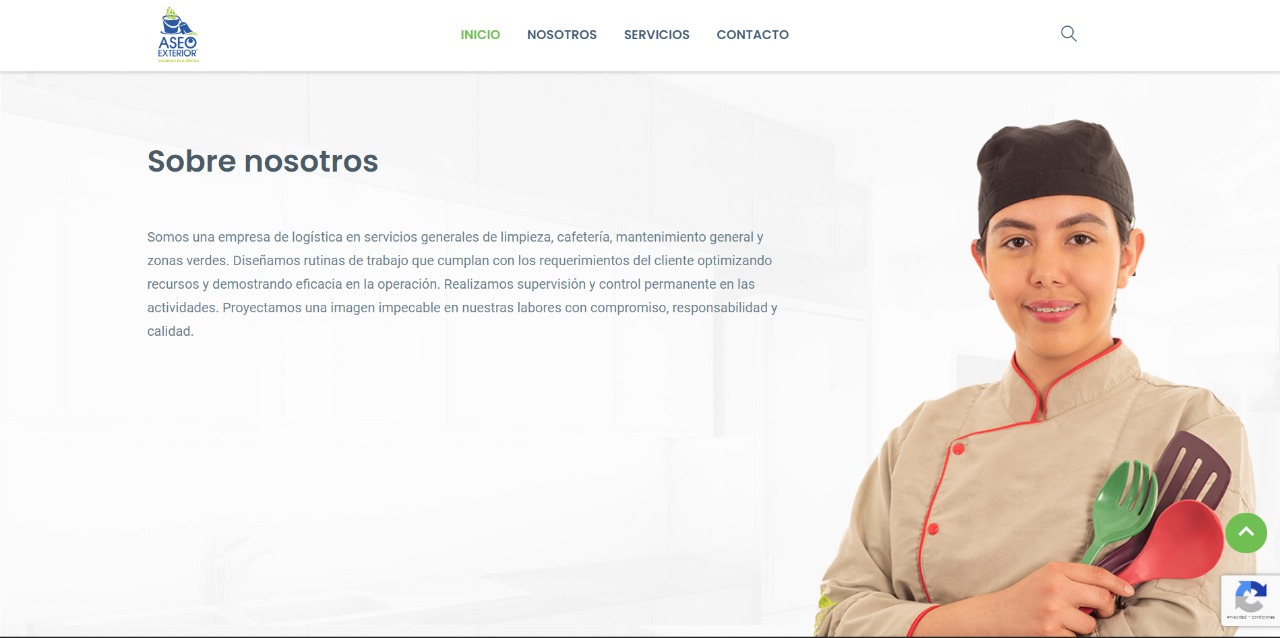 ASEO
EXTERIOR
INICIO
NOSOTROS
SERVICIOS
CONTACTO
Sobre nosotros
Somos una empresa de logística en servicios generales de limpieza, cafetería, mantenimiento general y
zonas verdes. Diseñamos rutinas de trabajo que cumplan con los requerimientos del cliente optimizando
recursos y demostrando eficacia en la operación. Realizamos supervisión y control permanente en las
actividades. Proyectamos una imagen impecable en nuestras labores con compromiso, responsabilidad y
calidad.